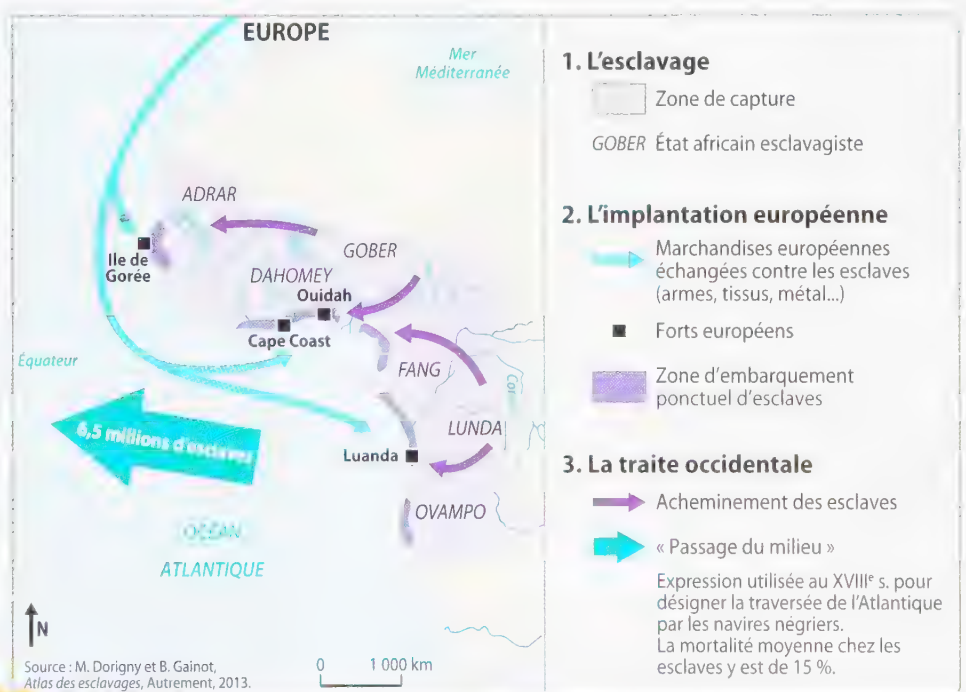 EUROPE
Mer
Méditerranée
ADRAR
GOBER
Ile de
Gorée
DAHOMEY
Ouidah
Cape Coast
Équateur
FANG
6,5 millions d'esclaves
LUNDA
Luanda
OVAMPO
OCÉAN
ATLANTIQUE
N
Source : M. Dorigny et B. Gainot,
Atlas des esclavages, Autrement, 2013.
0 1 000 km
1. L'esclavage
Zone de capture
GOBER État africain esclavagiste
2. L'implantation européenne
Marchandises européennes
échangées contre les esclaves
(armes, tissus, métal...)
Forts européens
Zone d'embarquement
ponctuel d'esclaves
3. La traite occidentale
Acheminement des esclaves
« Passage du milieu »
Expression utilisée au XVIIIe s. pour
désigner la traversée de l'Atlantique
par les navires négriers.
La mortalité moyenne chez les
esclaves y est de 15 %.